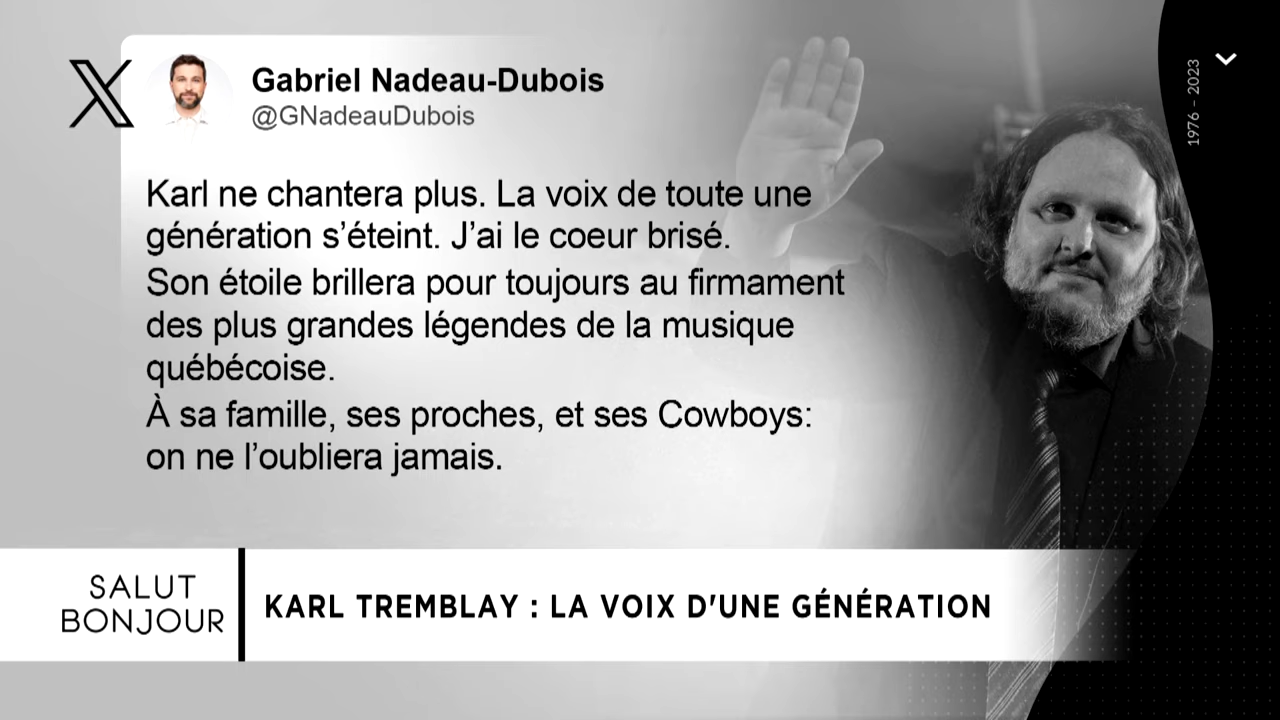 Gabriel Nadeau-Dubois
@GNadeauDubois
Karl ne chantera plus. La voix de toute une
génération s’éteint. J’ai le coeur brisé.
Son étoile brillera pour toujours au firmament
des plus grandes légendes de la musique
québécoise.
À sa famille, ses proches, et ses Cowboys:
on ne l’oubliera jamais.
1976 - 2023
SALUT
BONJOUR
KARL TREMBLAY : LA VOIX D'UNE GÉNÉRATION